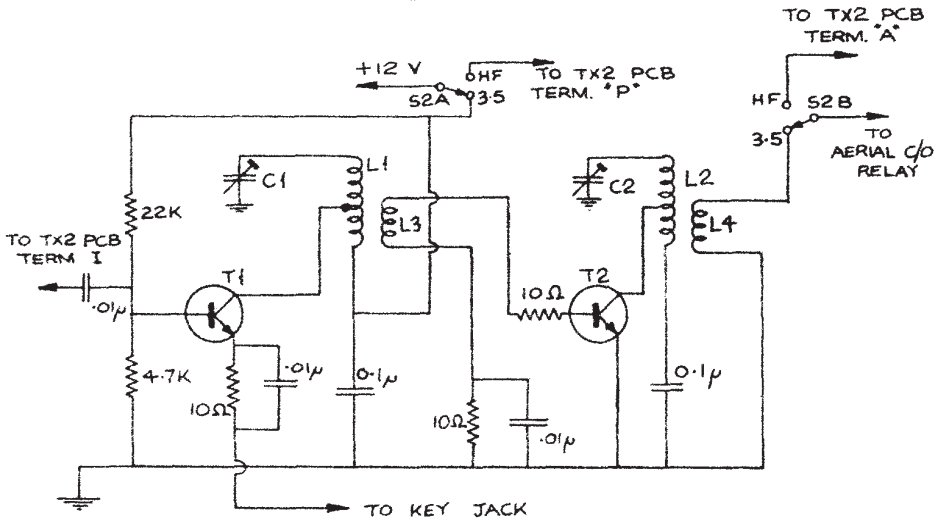 TO TX2 PCB
TERM. "A"
+12 V
HF
TO TX2 PCB
TERM. "P"
S2A
3.5
HF
S2B
3.5
TO
AERIAL C/O
RELAY
C1
L1
C2
L2
22K
L3
L4
TO TX2 PCB
TERM I
T1
T2
10Ω
.01μ
4.7K
.01μ
0.1μ
0.1μ
10Ω
10Ω
.01μ
TO KEY JACK